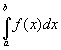 ∫_a^b f(x)dx